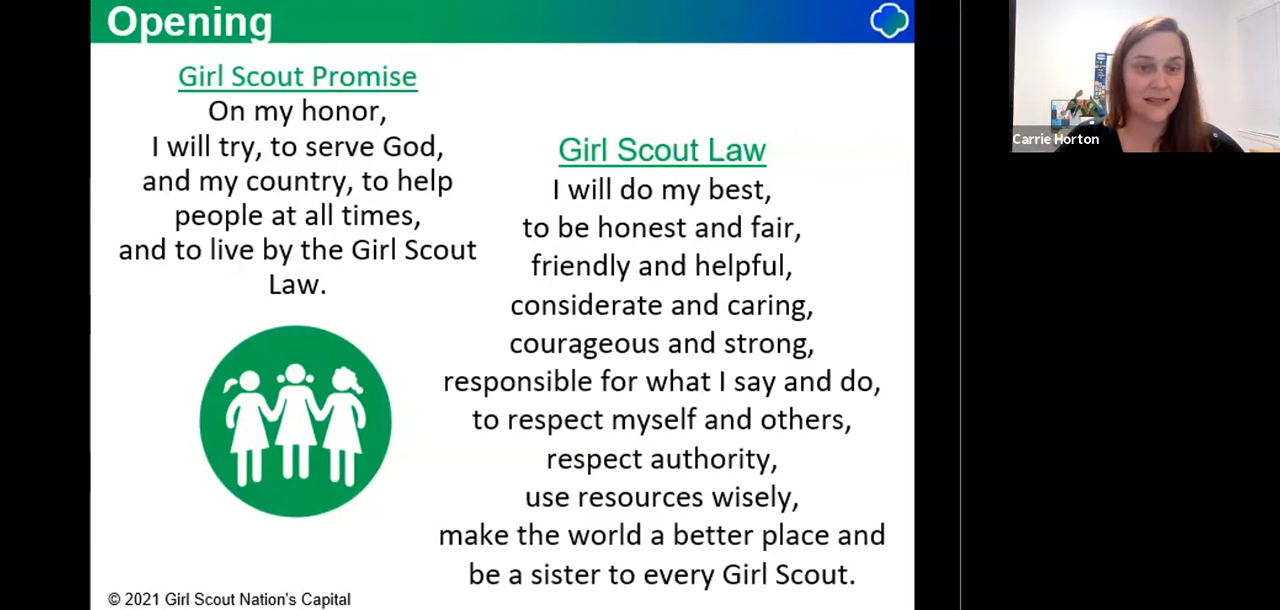 Opening
Girl Scout Promise
On my honor,
I will try, to serve God,
and my country, to help
people at all times,
and to live by the Girl Scout
Law.
Girl Scout Law
I will do my best,
to be honest and fair,
friendly and helpful,
considerate and caring,
courageous and strong,
responsible for what I say and do,
to respect myself and others,
respect authority,
use resources wisely,
make the world a better place and
be a sister to every Girl Scout.
© 2021 Girl Scout Nation's Capital
Carrie Horton